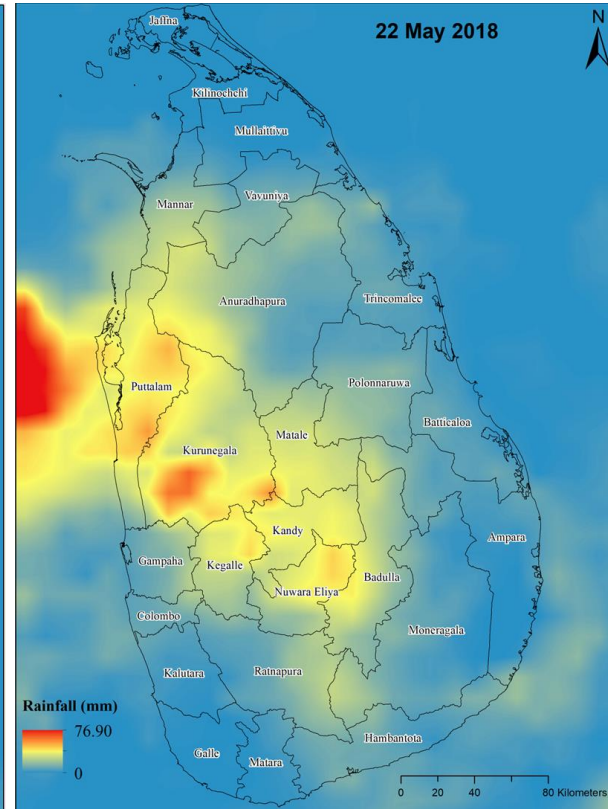 22 May 2018
N
Jaffna
Kilinochchi
Mullaittivu
Mannar
Vavuniya
Anuradhapura
Trincomalee
Puttalam
Polonnaruwa
Batticaloa
Matale
Kurunegala
Kandy
Ampara
Gampaha
Kegalle
Badulla
Nuwara Eliya
Colombo
Moneragala
Kalutara
Ratnapura
Rainfall (mm)
76.90
0
Hambantota
Galle
Matara
0 20 40 80 Kilometers